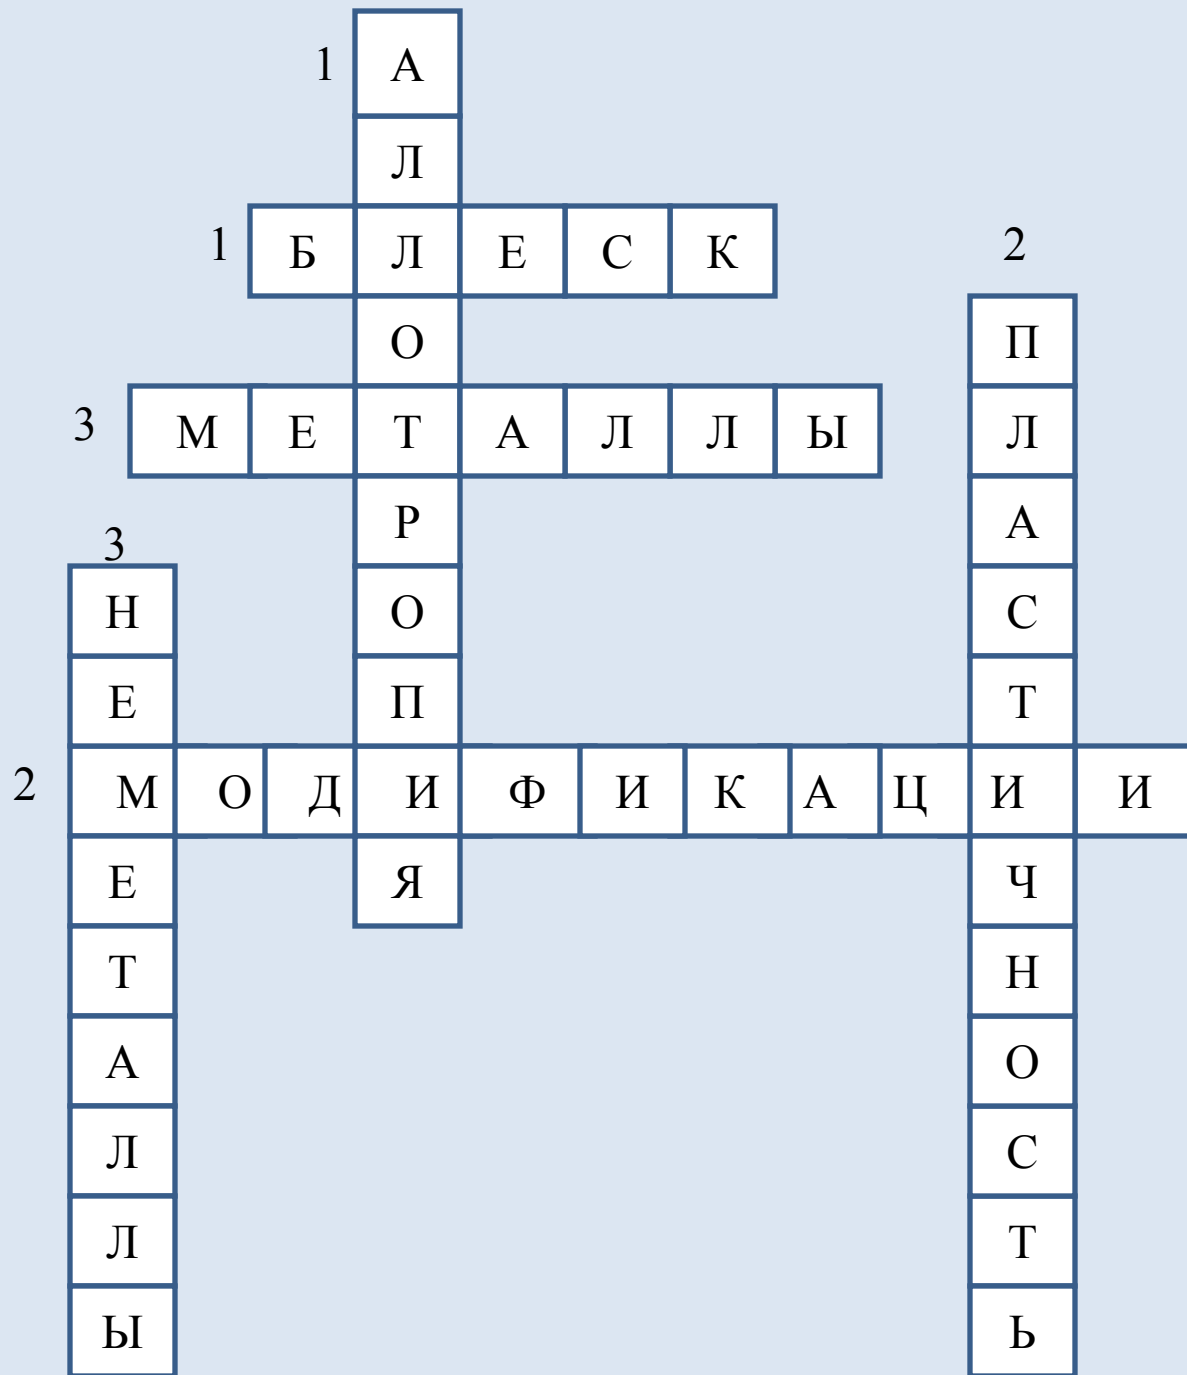 1 А
Л
1 Б Л Е С К 2
О П
3 М Е Т А Л Л Ы Л
Р А
3
Н О С
Е П Т
2 М О Д И Ф И К А Ц И И
Е Я Ч
Т Н
А О
Л С
Л Т
Ы Ь